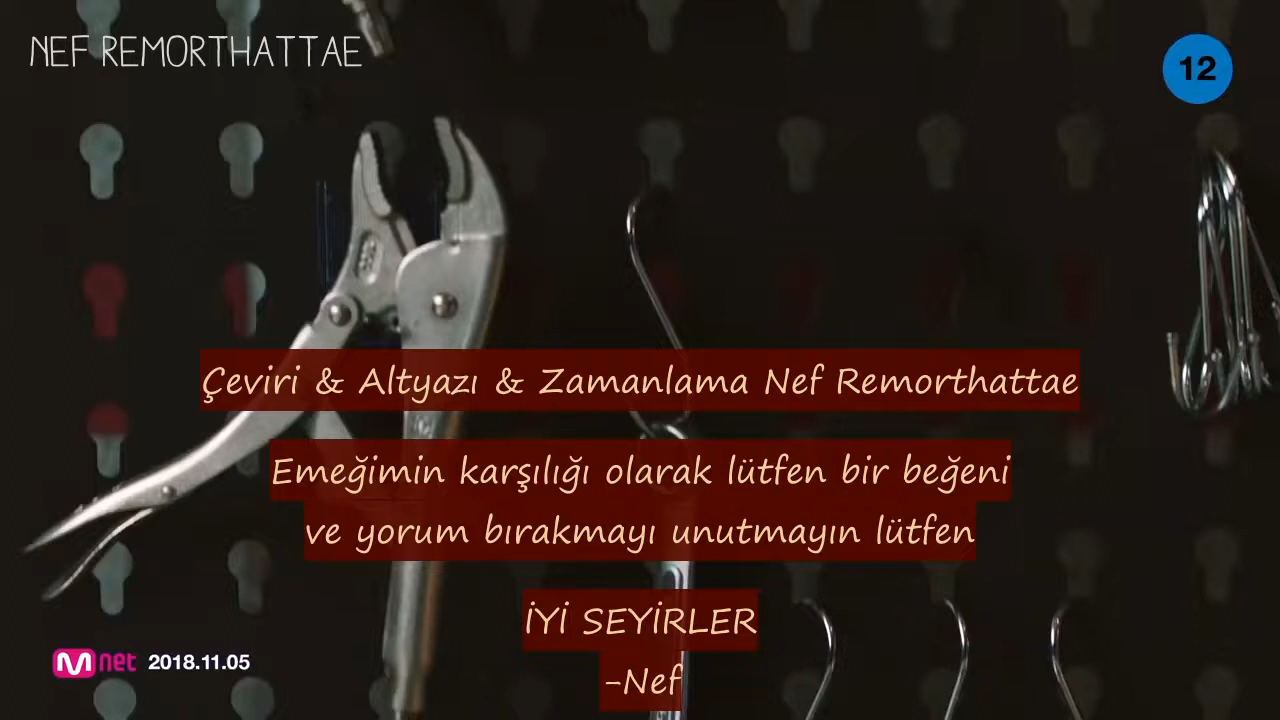 NEF REMORTHATTAE
12
Çeviri & Altyazı & Zamanlama Nef Remorthattae
Emeğimin karşılığı olarak lütfen bir beğeni
ve yorum bırakmayı unutmayın lütfen
İYİ SEYİRLER
-Nef
Mnet 2018.11.05